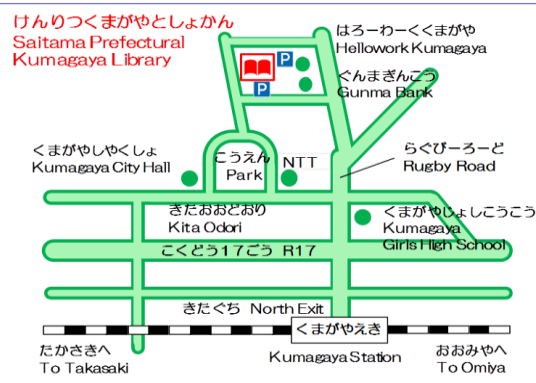 けんりつくまがやとしょかん
Saitama Prefectural
Kumagaya Library
はろーわーくくまがや
Hellowork Kumagaya
P
P
ぐんまぎんこう
Gunma Bank
くまがやしやくしょ
Kumagaya City Hall
こうえん
Park
NTT
らぐびーろーど
Rugby Road
きたおおどおり
Kita Odori
くまがやじょしこうこう
Kumagaya
Girls High School
こくどう17ごう R17
きたぐち North Exit
くまがやえき
Kumagaya Station
たかさきへ
To Takasaki
おおみやへ
To Omiya